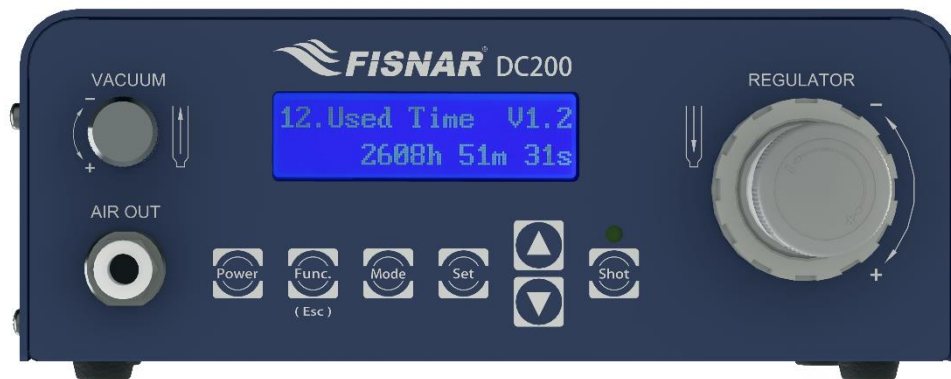 FISNAR® DC200
VACUUM
REGULATOR
-
-
12.Used Time V1.2
2608h 51m 31s
+
AIR OUT
Power
Func.
Mode
Set
Shot
+
( Esc )